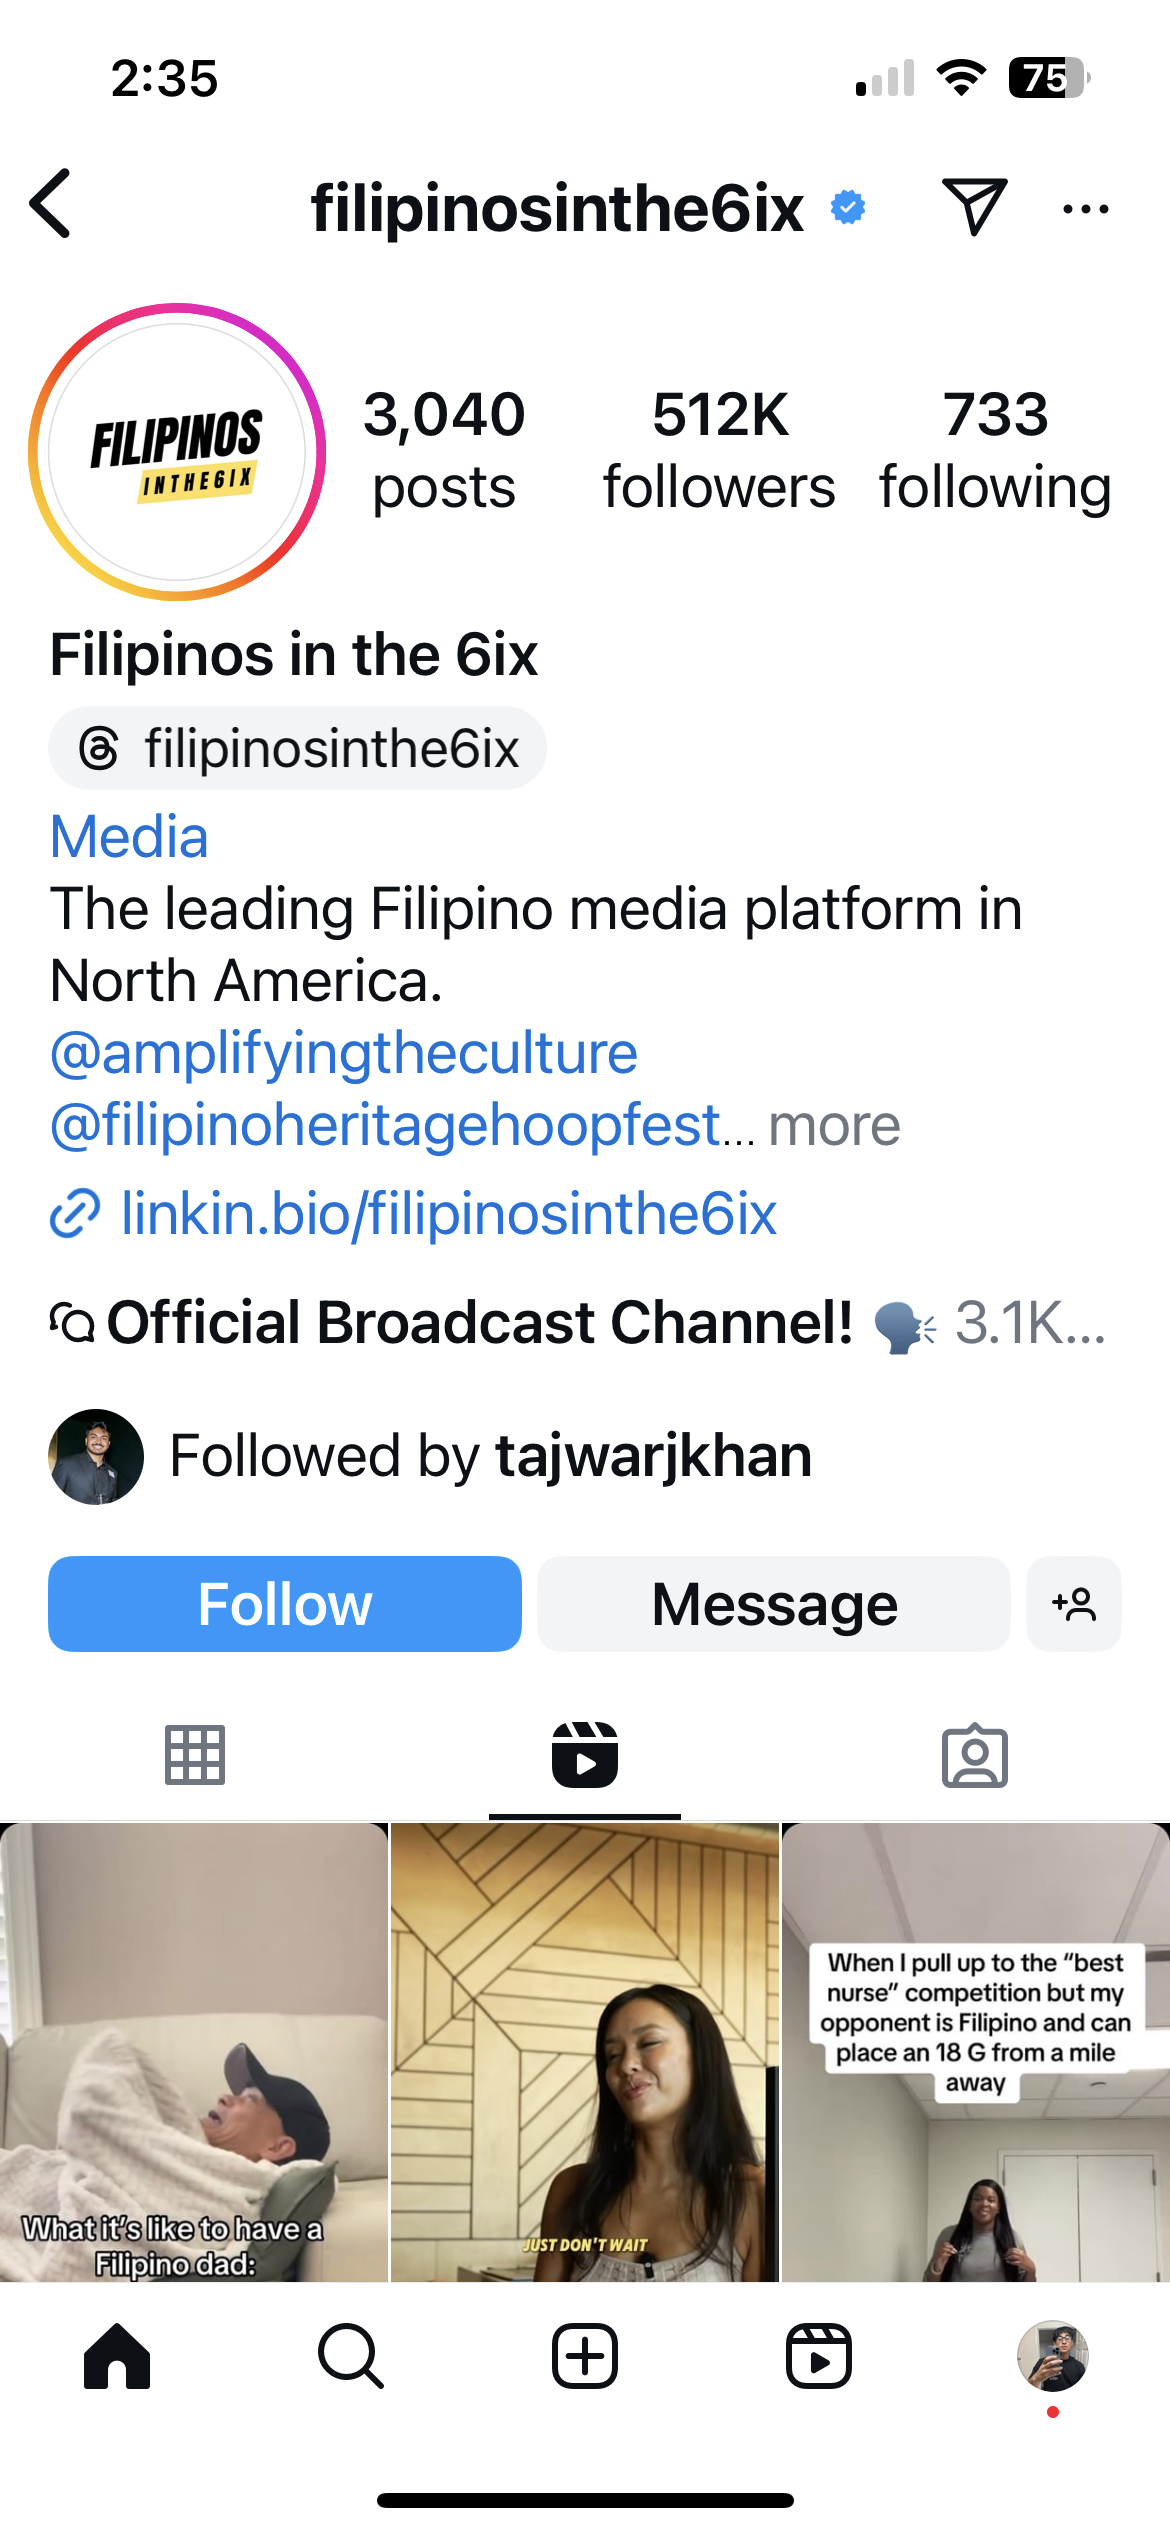 2:35
75
filipinosinthe6ix
FILIPINOS
INTHE6IX
3,040
posts
512K
followers
733
following
Filipinos in the 6ix
filipinosinthe6ix
Media
The leading Filipino media platform in
North America.
@amplifyingtheculture
@filipinoheritagehoopfest... more
linkin.bio/filipinosinthe6ix
Official Broadcast Channel! 🗣️ 3.1K...
Followed by tajwarjkhan
Follow
Message
What it's like to have a
Filipino dad:
JUST DON'T WAIT
When I pull up to the “best
nurse” competition but my
opponent is Filipino and can
place an 18 G from a mile
away